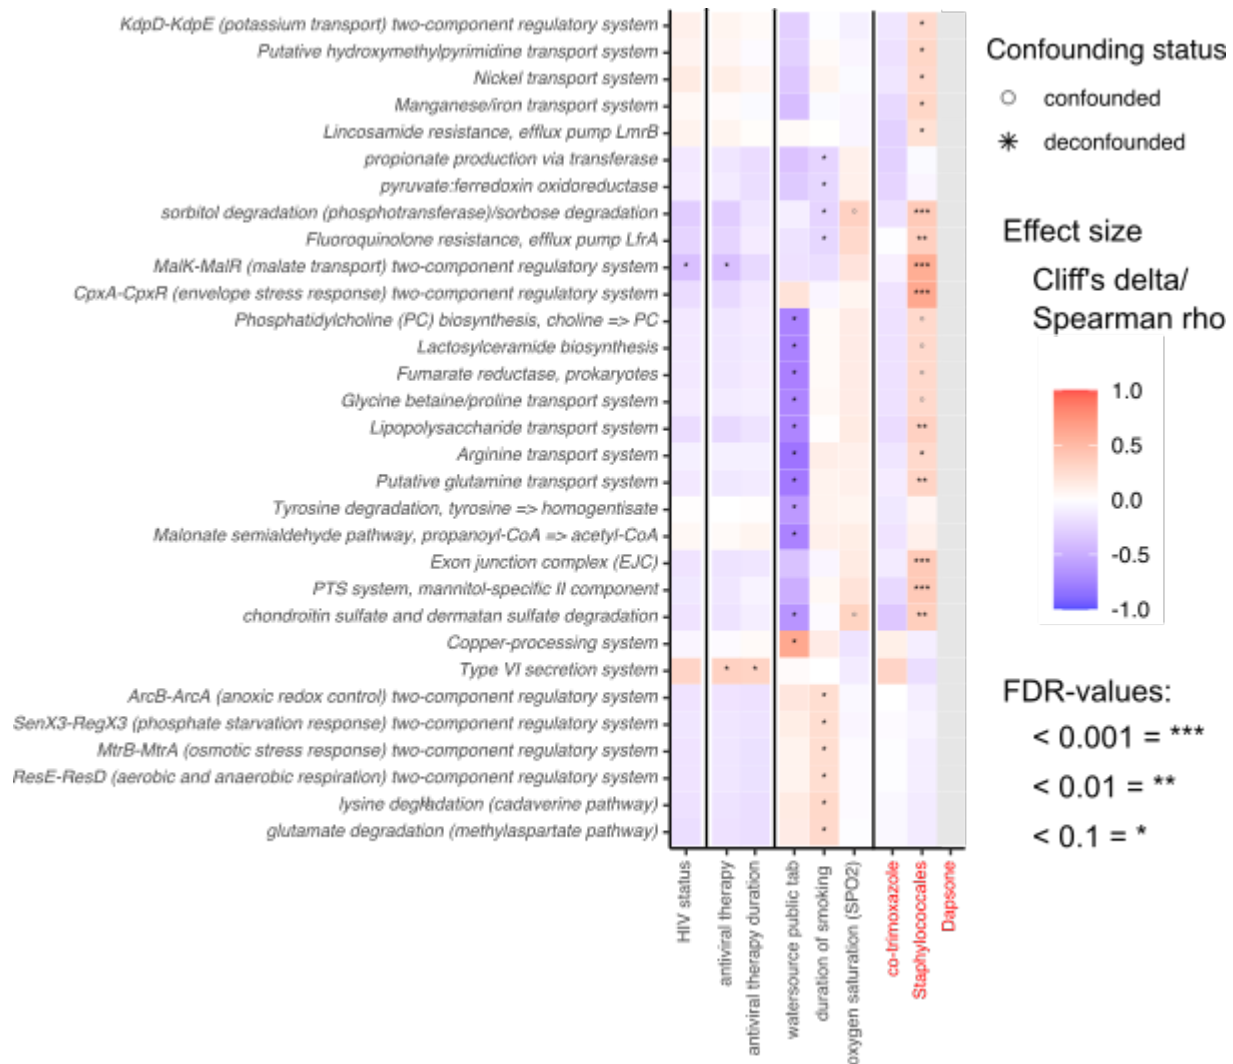 KdpD-KdpE (potassium transport) two-component regulatory system
Putative hydroxymethylpyrimidine transport system
Nickel transport system
Manganese/iron transport system
Lincosamide resistance, efflux pump LmrB
propionate production via transferase
pyruvate:ferredoxin oxidoreductase
sorbitol degradation (phosphotransferase)/sorbose degradation
Fluoroquinolone resistance, efflux pump LfrA
MalK-MalR (malate transport) two-component regulatory system
CpxA-CpxR (envelope stress response) two-component regulatory system
Phosphatidylcholine (PC) biosynthesis, choline => PC
Lactosylceramide biosynthesis
Fumarate reductase, prokaryotes
Glycine betaine/proline transport system
Lipopolysaccharide transport system
Arginine transport system
Putative glutamine transport system
Tyrosine degradation, tyrosine => homogentisate
Malonate semialdehyde pathway, propanoyl-CoA => acetyl-CoA
Exon junction complex (EJC)
PTS system, mannitol-specific II component
chondroitin sulfate and dermatan sulfate degradation
Copper-processing system
Type VI secretion system
ArcB-ArcA (anoxic redox control) two-component regulatory system
SenX3-RegX3 (phosphate starvation response) two-component regulatory system
MtrB-MtrA (osmotic stress response) two-component regulatory system
ResE-ResD (aerobic and anaerobic respiration) two-component regulatory system
lysine degradation (cadaverine pathway)
glutamate degradation (methylaspartate pathway)
HIV status
antiviral therapy
antiviral therapy duration
watersource public tab
duration of smoking
oxygen saturation (SPO2)
co-trimoxazole
Staphylococcales
Dapsone
Confounding status
○ confounded
✳ deconfounded
Effect size
Cliff's delta/
Spearman rho
1.0
0.5
0.0
-0.5
-1.0
FDR-values:
< 0.001 = ***
< 0.01 = **
< 0.1 = *